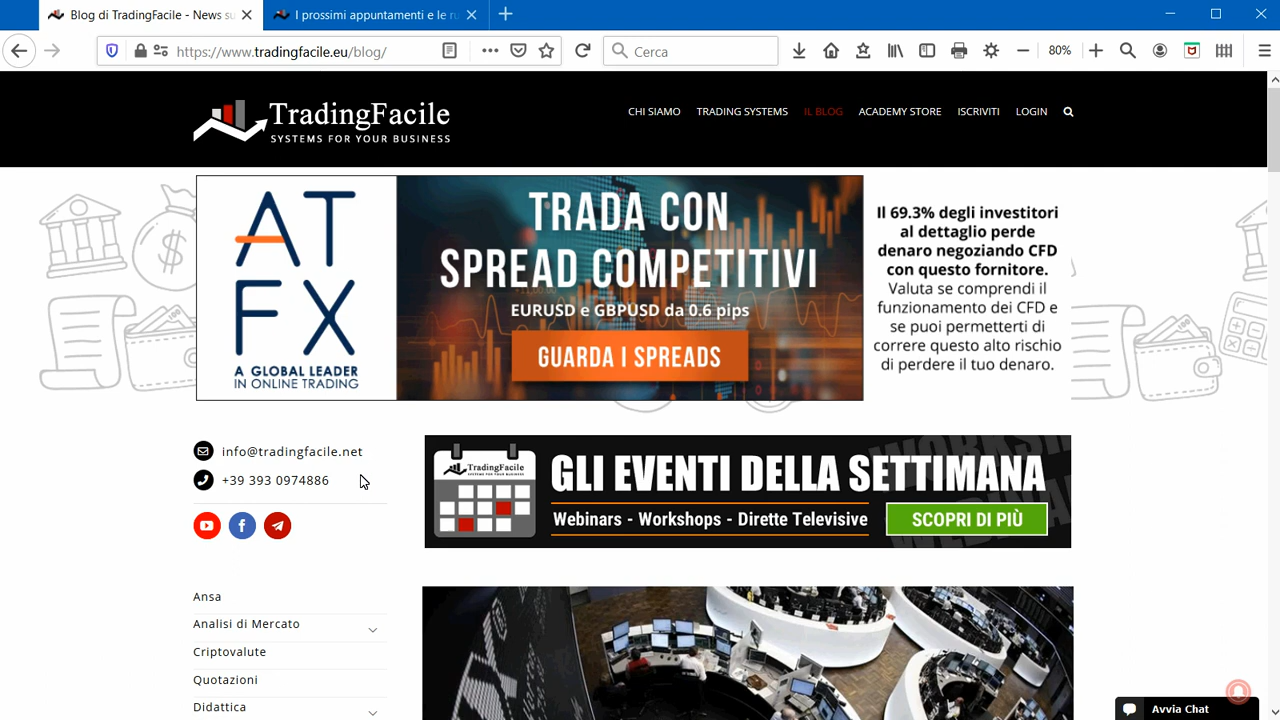 Blog di TradingFacile - News su
I prossimi appuntamenti e le ru
https://www.tradingfacile.eu/blog/
Cerca
80%
TradingFacile
SYSTEMS FOR YOUR BUSINESS
CHI SIAMO
TRADING SYSTEMS
IL BLOG
ACADEMY STORE
ISCRIVITI
LOGIN
ATFX
A GLOBAL LEADER
IN ONLINE TRADING
TRADA CON
SPREAD COMPETITIVI
EURUSD e GBPUSD da 0.6 pips
GUARDA I SPREADS
Il 69.3% degli investitori
al dettaglio perde
denaro negoziando CFD
con questo fornitore.
Valuta se comprendi il
funzionamento dei CFD e
se puoi permetterti di
correre questo alto rischio
di perdere il tuo denaro.
info@tradingfacile.net
+39 393 0974886
TradingFacile
GLI EVENTI DELLA SETTIMANA
Webinars - Workshops - Dirette Televisive
SCOPRI DI PIÙ
Ansa
Analisi di Mercato
Criptovalute
Quotazioni
Didattica
Avvia Chat